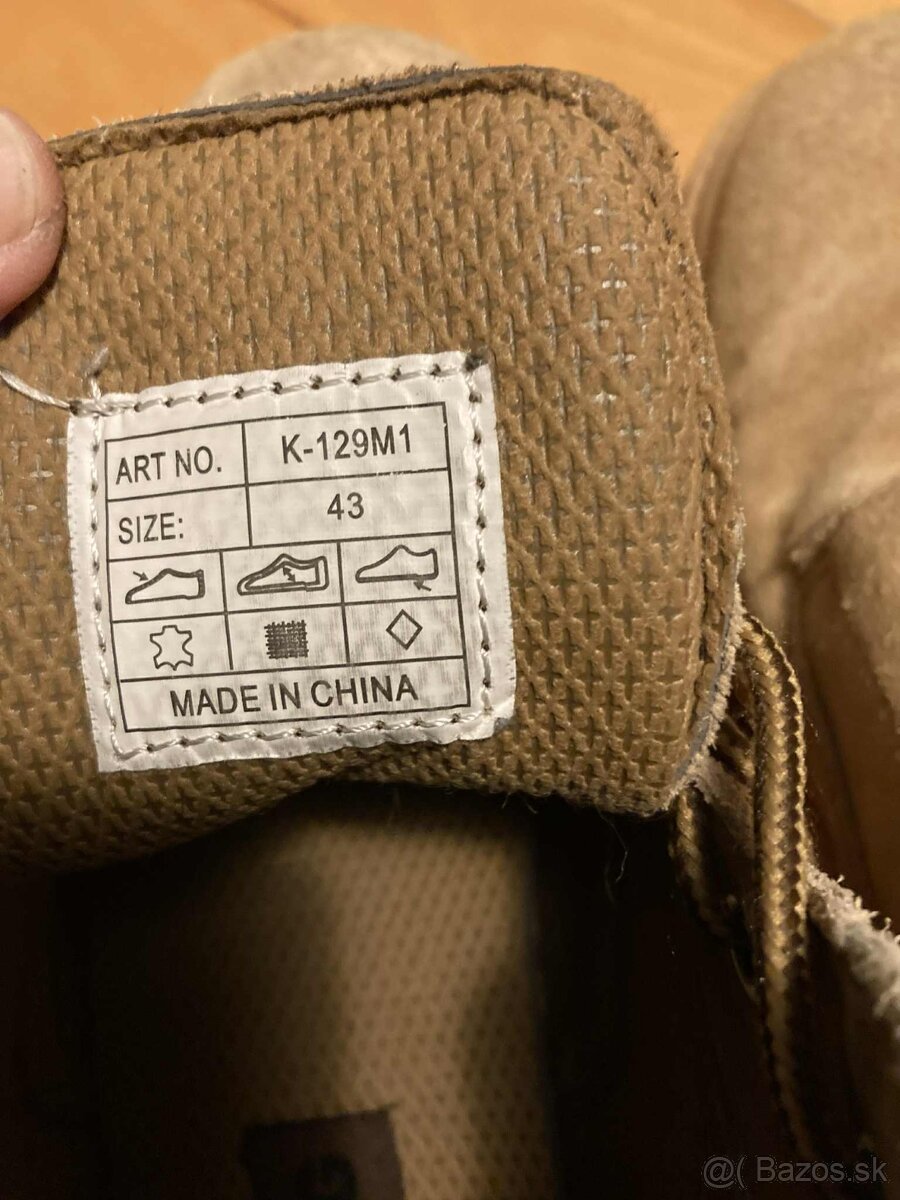 ART NO. K-129M1
SIZE: 43
MADE IN CHINA
@( Bazos.sk